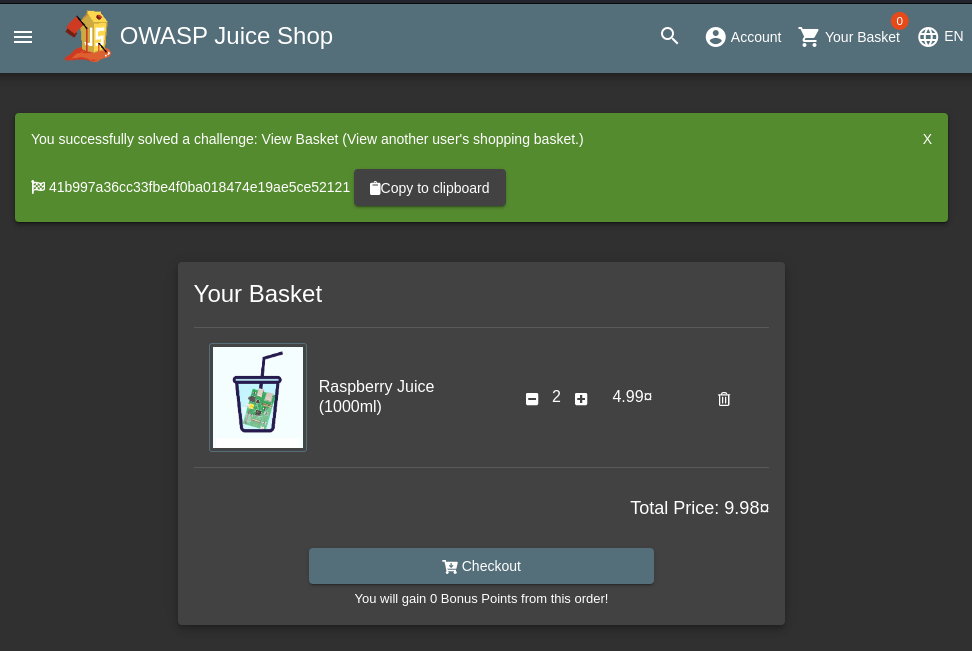 OWASP Juice Shop
Account
Your Basket
0
EN
You successfully solved a challenge: View Basket (View another user's shopping basket.)
X
41b997a36cc33fbe4f0ba018474e19ae5ce52121
Copy to clipboard
Your Basket
Raspberry Juice
(1000ml)
2
4.99¤
Total Price: 9.98¤
Checkout
You will gain 0 Bonus Points from this order!